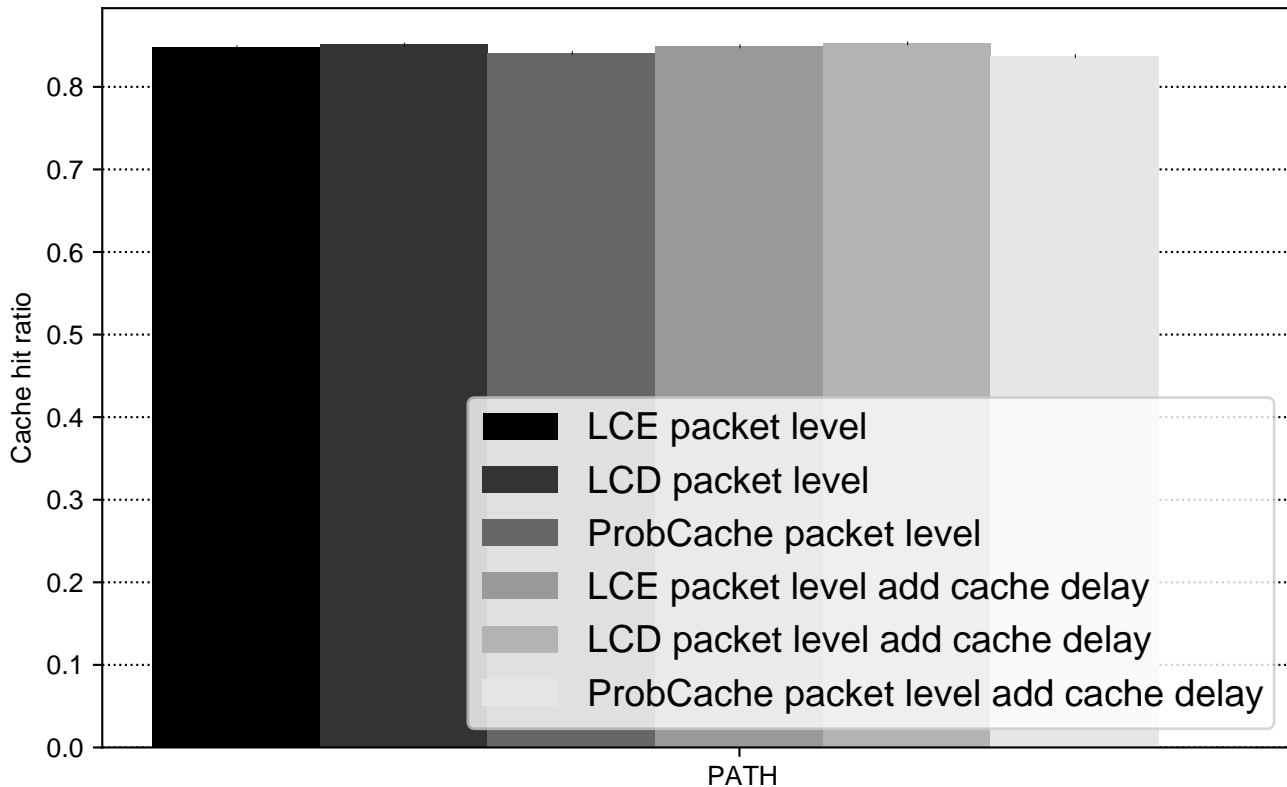 0.8
0.7
0.6
0.5
0.4
0.3
0.2
0.1
0.0
Cache hit ratio
LCE packet level
LCD packet level
ProbCache packet level
LCE packet level add cache delay
LCD packet level add cache delay
ProbCache packet level add cache delay
PATH